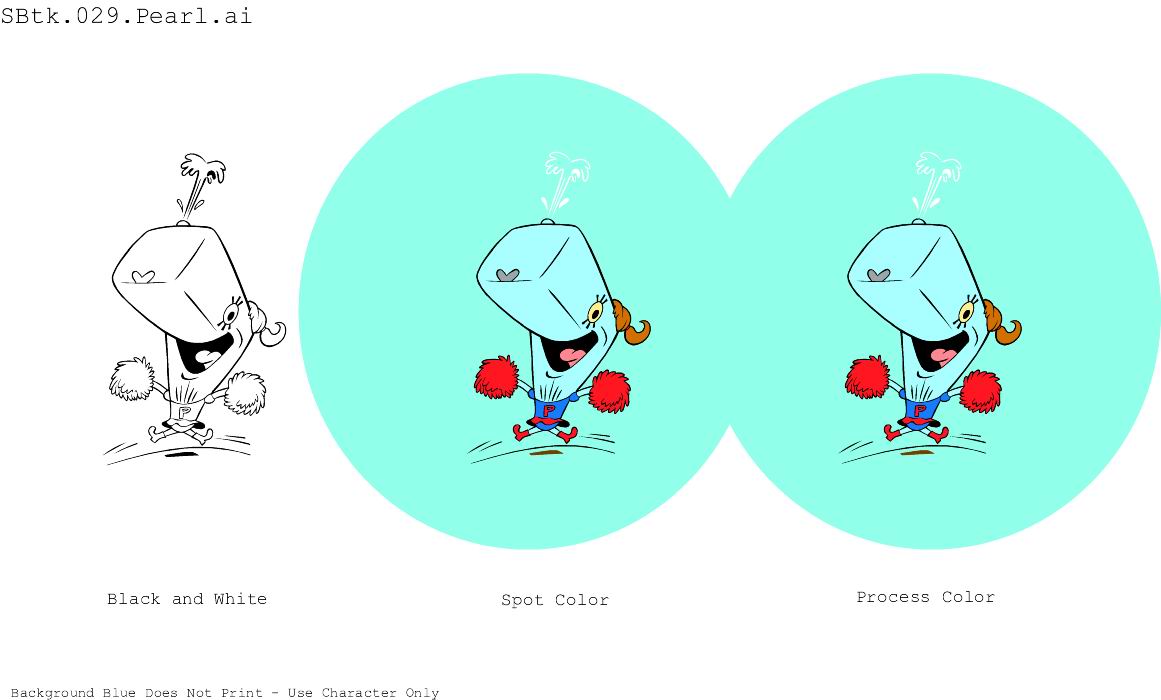 SBtk.029.Pearl.ai
P
P
P
Black and White
Spot Color
Process Color
Background Blue Does Not Print - Use Character Only